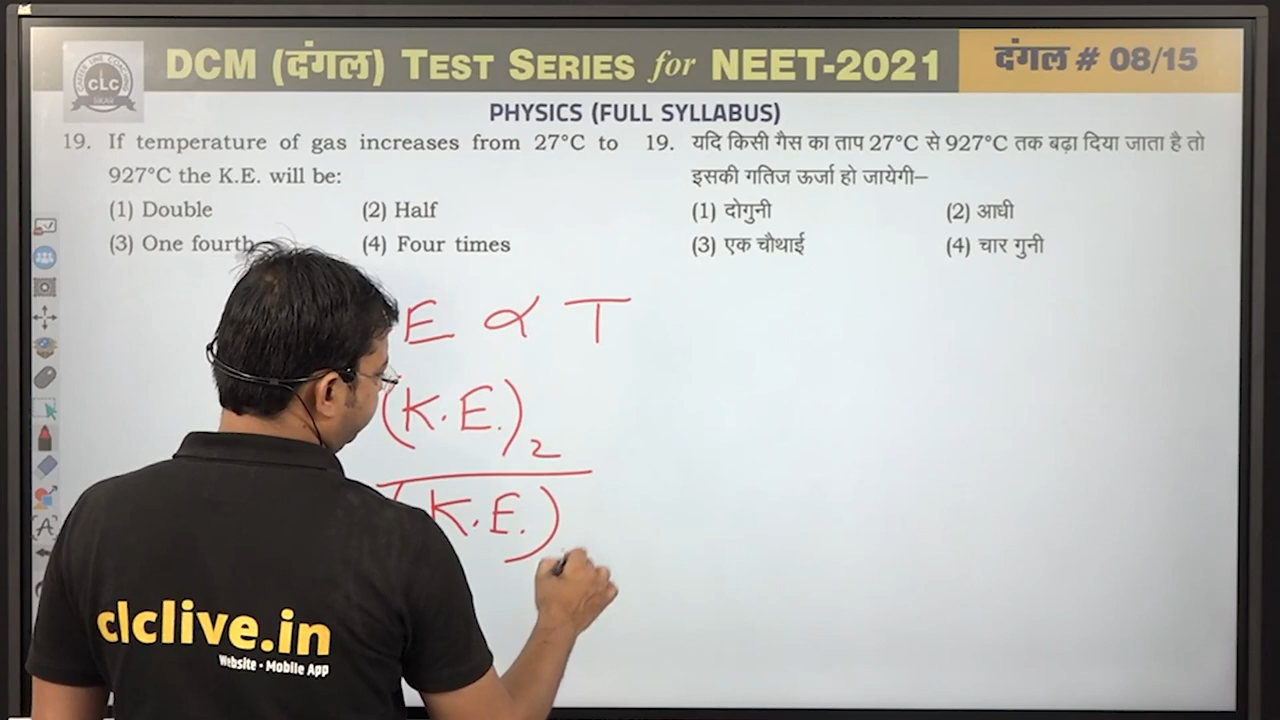 DCM (दंगल) TEST SERIES for NEET-2021
दंगल # 08/15
CLC
SIKAR
PHYSICS (FULL SYLLABUS)
19. If temperature of gas increases from 27°C to
927°C the K.E. will be:
(1) Double (2) Half
(3) One fourth (4) Four times
19. यदि किसी गैस का ताप 27°C से 927°C तक बढ़ा दिया जाता है तो
इसकी गतिज ऊर्जा हो जायेगी–
(1) दोगुनी (2) आधी
(3) एक चौथाई (4) चार गुनी
E ∝ T
(K.E.)₂
(K.E.)
clclive.in
Website • Mobile App